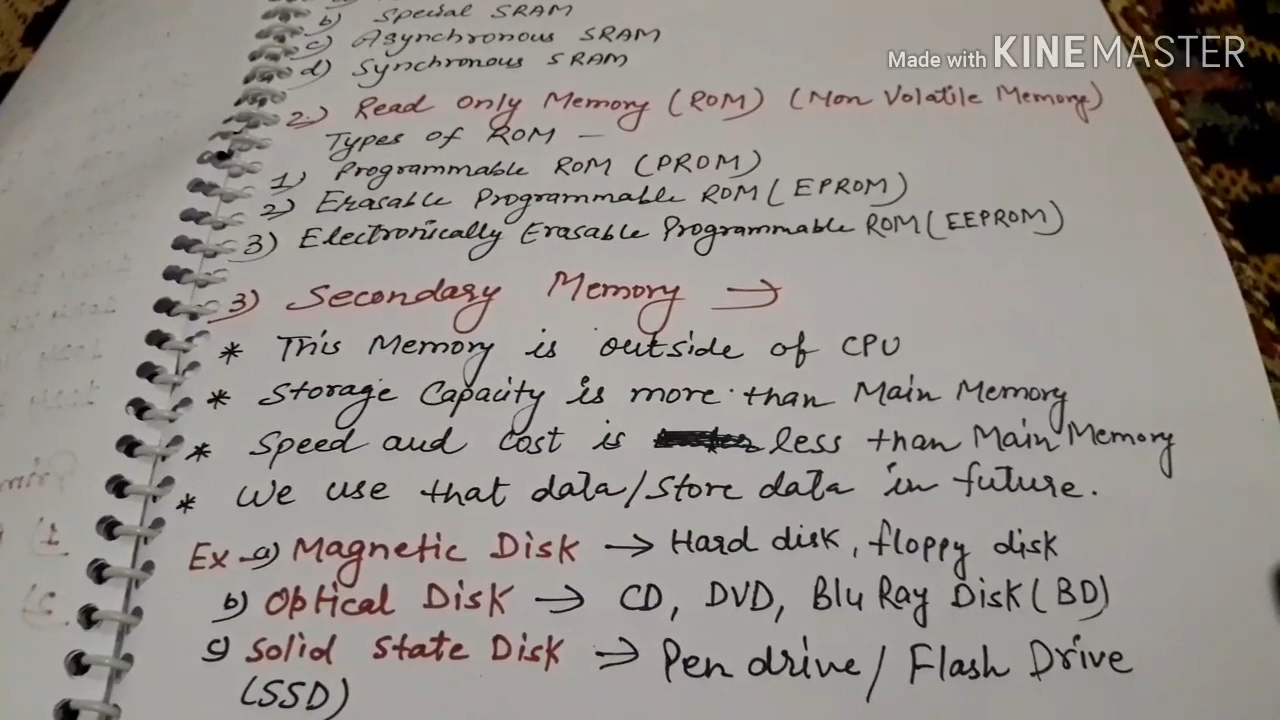 b) Special SRAM
c) Asynchronous SRAM
d) Synchronous SRAM
Made with KINEMASTER
2.) Read Only Memory (ROM) (Non Volatile Memory)
Types of ROM —
1) Programmable ROM (PROM)
2) Erasable Programmable ROM (EPROM)
3) Electronically Erasable Programmable ROM (EEPROM)
3) Secondary Memory →
* This Memory is outside of CPU
* Storage Capacity is more than Main Memory
* Speed and Cost is less than Main Memory
* We use that data/store data in future.
Ex - a) Magnetic Disk → Hard disk, floppy disk
b) Optical Disk → CD, DVD, Blu Ray Disk (BD)
c) Solid State Disk → Pen drive / Flash Drive
(SSD)